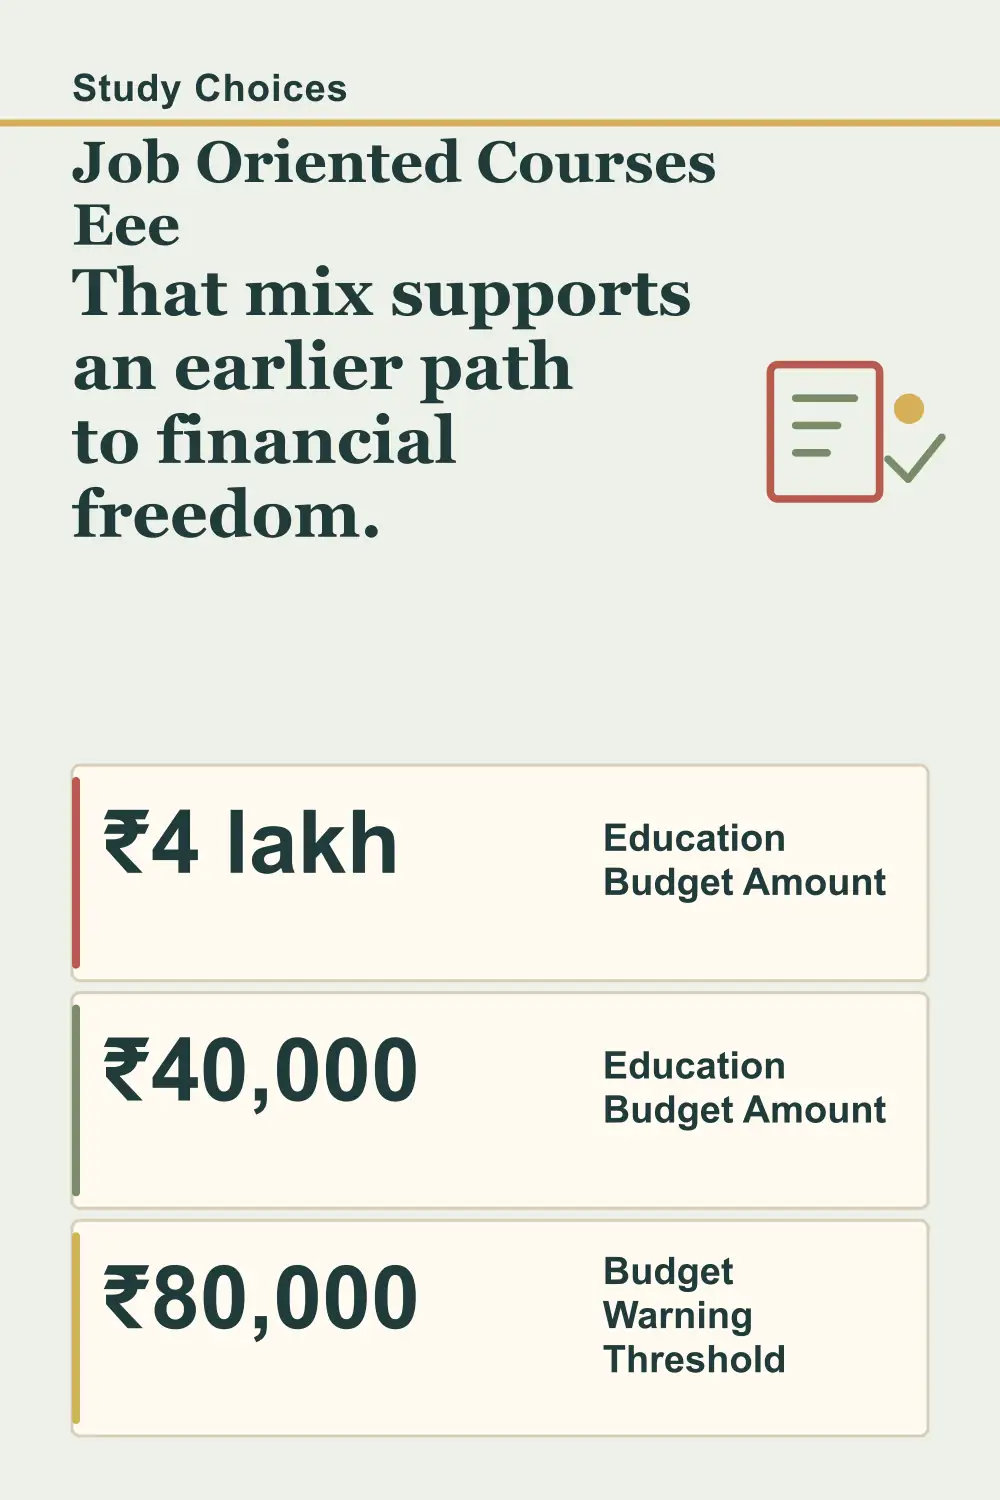 Study Choices
Job Oriented Courses
Eee
That mix supports
an earlier path
to financial
freedom.
₹4 lakh
Education
Budget Amount
₹40,000
Education
Budget Amount
₹80,000
Budget
Warning
Threshold